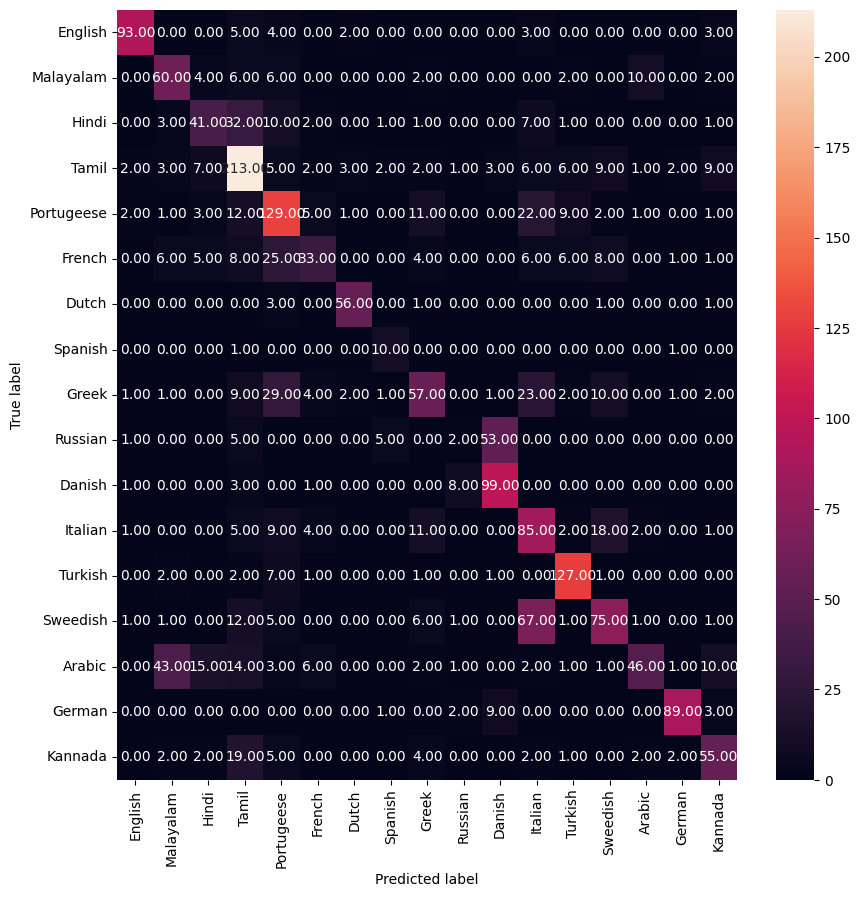 English 93.00 0.00 0.00 5.00 4.00 0.00 2.00 0.00 0.00 0.00 0.00 3.00 0.00 0.00 0.00 0.00 3.00
Malayalam 0.00 60.00 4.00 6.00 6.00 0.00 0.00 0.00 2.00 0.00 0.00 0.00 2.00 0.00 10.00 0.00 2.00
Hindi 0.00 3.00 41.00 32.00 10.00 2.00 0.00 1.00 1.00 0.00 0.00 7.00 1.00 0.00 0.00 0.00 1.00
Tamil 2.00 3.00 7.00 213.00 5.00 2.00 3.00 2.00 2.00 1.00 3.00 6.00 6.00 9.00 1.00 2.00 9.00
Portugeese 2.00 1.00 3.00 12.00 129.00 5.00 1.00 0.00 11.00 0.00 0.00 22.00 9.00 2.00 1.00 0.00 1.00
French 0.00 6.00 5.00 8.00 25.00 33.00 0.00 0.00 4.00 0.00 0.00 6.00 6.00 8.00 0.00 1.00 1.00
Dutch 0.00 0.00 0.00 0.00 3.00 0.00 56.00 0.00 1.00 0.00 0.00 0.00 0.00 1.00 0.00 0.00 1.00
Spanish 0.00 0.00 0.00 1.00 0.00 0.00 0.00 10.00 0.00 0.00 0.00 0.00 0.00 0.00 0.00 1.00 0.00
Greek 1.00 1.00 0.00 9.00 29.00 4.00 2.00 1.00 57.00 0.00 1.00 23.00 2.00 10.00 0.00 1.00 2.00
Russian 1.00 0.00 0.00 5.00 0.00 0.00 0.00 5.00 0.00 2.00 53.00 0.00 0.00 0.00 0.00 0.00 0.00
Danish 1.00 0.00 0.00 3.00 0.00 1.00 0.00 0.00 0.00 8.00 99.00 0.00 0.00 0.00 0.00 0.00 0.00
Italian 1.00 0.00 0.00 5.00 9.00 4.00 0.00 0.00 11.00 0.00 0.00 85.00 2.00 18.00 2.00 0.00 1.00
Turkish 0.00 2.00 0.00 2.00 7.00 1.00 0.00 0.00 1.00 0.00 1.00 0.00 127.00 1.00 0.00 0.00 0.00
Sweedish 1.00 1.00 0.00 12.00 5.00 0.00 0.00 0.00 6.00 1.00 0.00 67.00 1.00 75.00 1.00 0.00 1.00
Arabic 0.00 43.00 15.00 14.00 3.00 6.00 0.00 0.00 2.00 1.00 0.00 2.00 1.00 1.00 46.00 1.00 10.00
German 0.00 0.00 0.00 0.00 0.00 0.00 0.00 1.00 0.00 2.00 9.00 0.00 0.00 0.00 0.00 89.00 3.00
Kannada 0.00 2.00 2.00 19.00 5.00 0.00 0.00 0.00 4.00 0.00 0.00 2.00 1.00 0.00 2.00 2.00 55.00
English Malayalam Hindi Tamil Portugeese French Dutch Spanish Greek Russian Danish Italian Turkish Sweedish Arabic German Kannada
Predicted label
True label
200
175
150
125
100
75
50
25
0